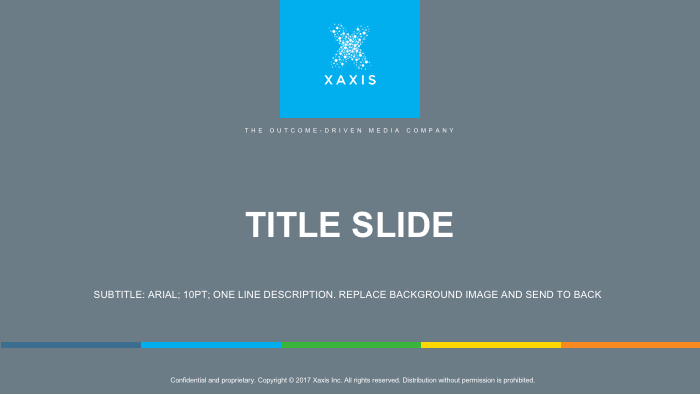 XAXIS
THE OUTCOME-DRIVEN MEDIA COMPANY
TITLE SLIDE
SUBTITLE: ARIAL; 10PT; ONE LINE DESCRIPTION. REPLACE BACKGROUND IMAGE AND SEND TO BACK
Confidential and proprietary. Copyright © 2017 Xaxis Inc. All rights reserved. Distribution without permission is prohibited.